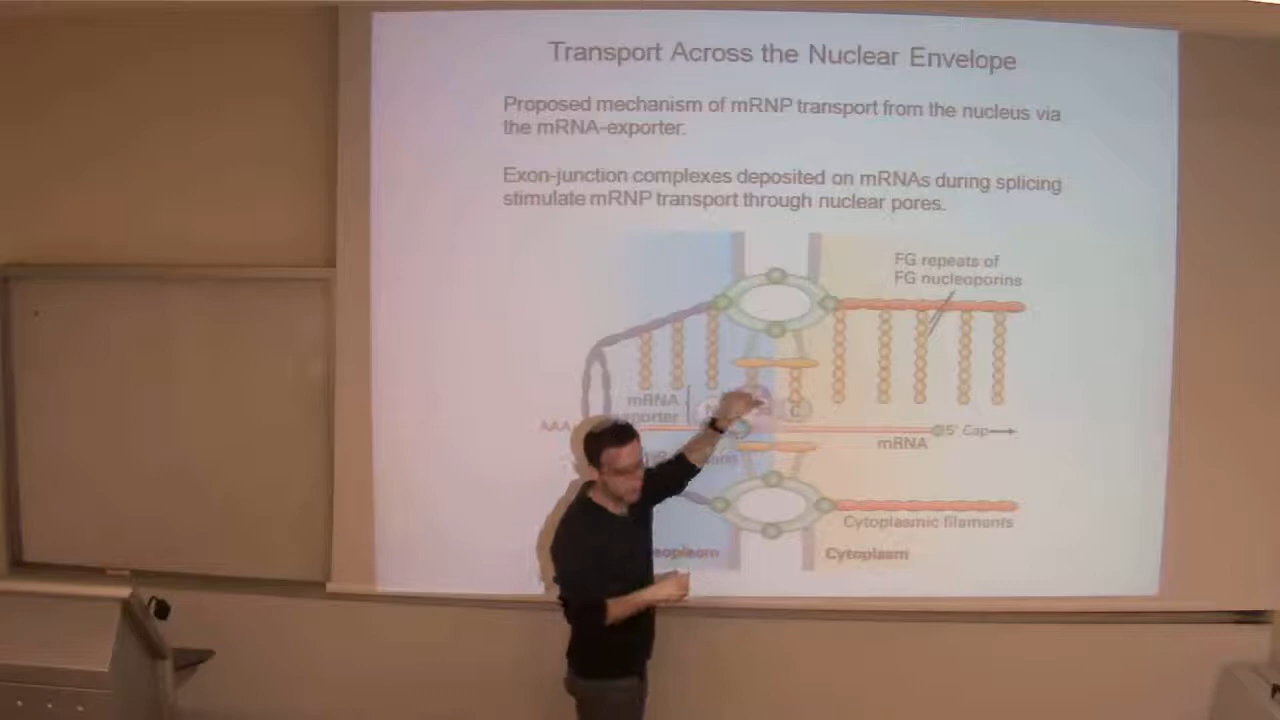 Transport Across the Nuclear Envelope
Proposed mechanism of mRNP transport from the nucleus via
the mRNA-exporter.
Exon-junction complexes deposited on mRNAs during splicing
stimulate mRNP transport through nuclear pores.
FG repeats of
FG nucleoporins
mRNA
C
AAA
5' Cap
mRNA
Cytoplasmic filaments
Cytoplasm